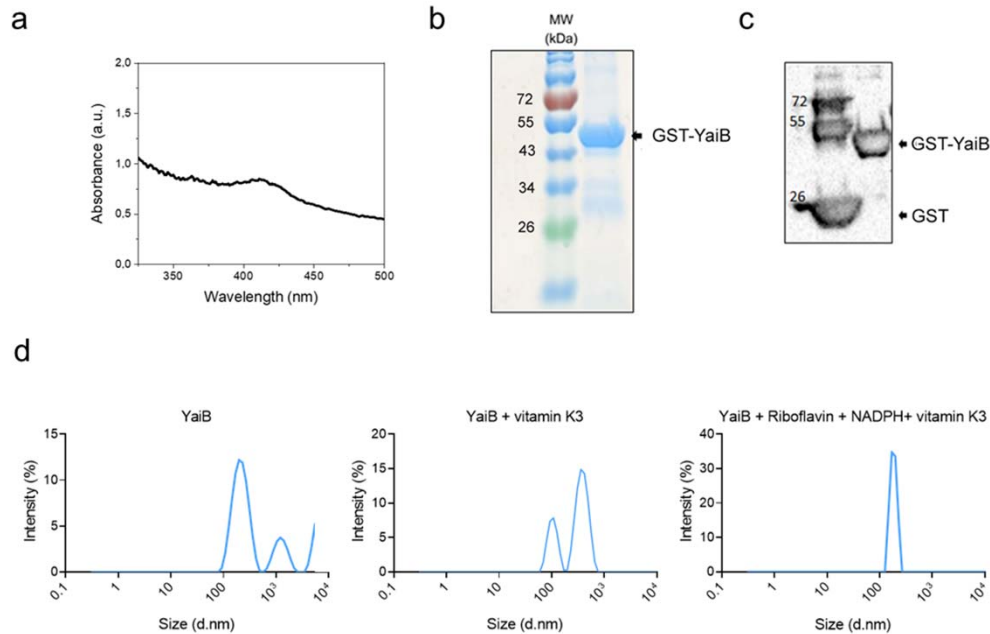 a
2.0
1.5
1.0
0.5
0.0
Absorbance (a.u.)
350 400 450 500
Wavelength (nm)
b
MW
(kDa)
72
55
43
34
26
GST-YaiB
c
72
55
26
GST-YaiB
GST
d
YaiB
15
10
5
0
Intensity (%)
0.1 1 10 100 10³ 10⁴
Size (d.nm)
YaiB + vitamin K3
20
15
10
5
0
Intensity (%)
0.1 1 10 100 10³ 10⁴
Size (d.nm)
YaiB + Riboflavin + NADPH+ vitamin K3
40
30
20
10
0
Intensity (%)
0.1 1 10 100 10³ 10⁴
Size (d.nm)